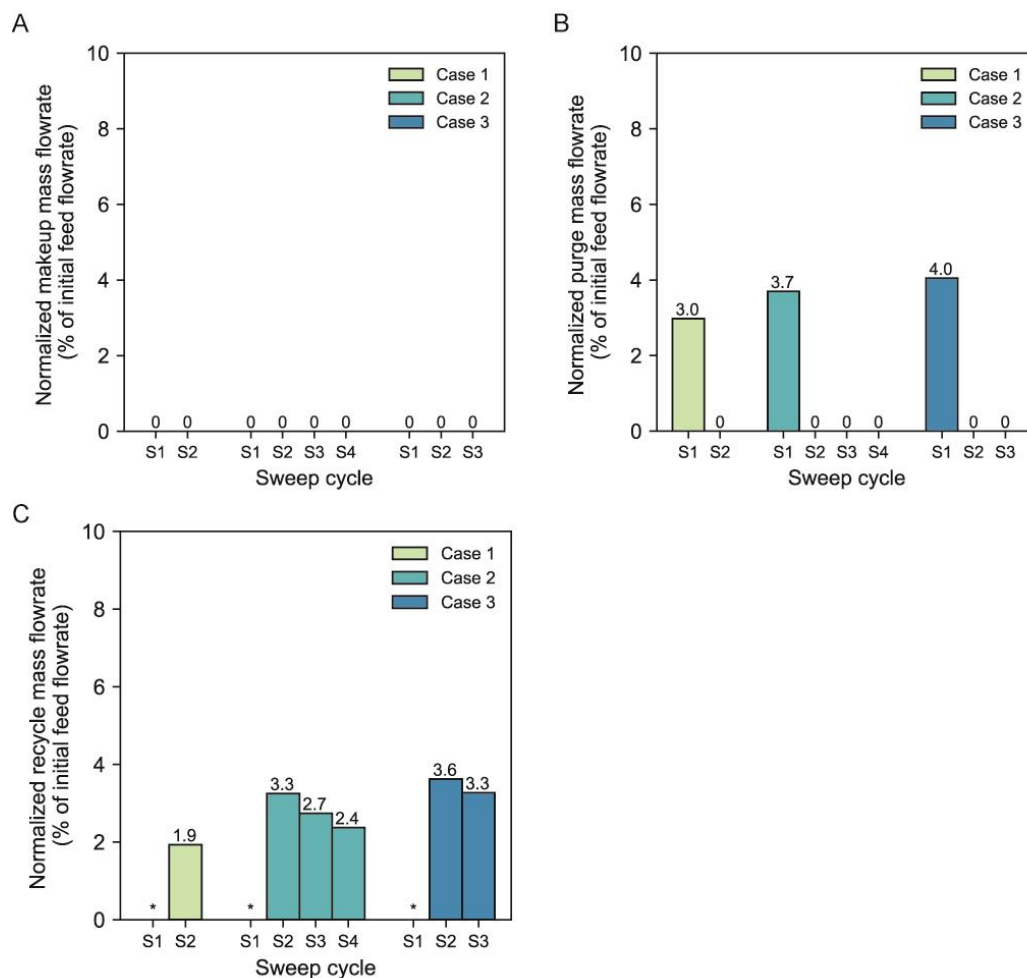 A
Normalized makeup mass flowrate
(% of initial feed flowrate)
10
8
6
4
2
0
Case 1
Case 2
Case 3
0 0 0 0 0 0 0 0 0
S1 S2 S1 S2 S3 S4 S1 S2 S3
Sweep cycle
B
Normalized purge mass flowrate
(% of initial feed flowrate)
10
8
6
4
2
0
Case 1
Case 2
Case 3
3.0 0 3.7 0 0 0 4.0 0 0
S1 S2 S1 S2 S3 S4 S1 S2 S3
Sweep cycle
C
Normalized recycle mass flowrate
(% of initial feed flowrate)
10
8
6
4
2
0
Case 1
Case 2
Case 3
* 1.9 * 3.3 2.7 2.4 * 3.6 3.3
S1 S2 S1 S2 S3 S4 S1 S2 S3
Sweep cycle